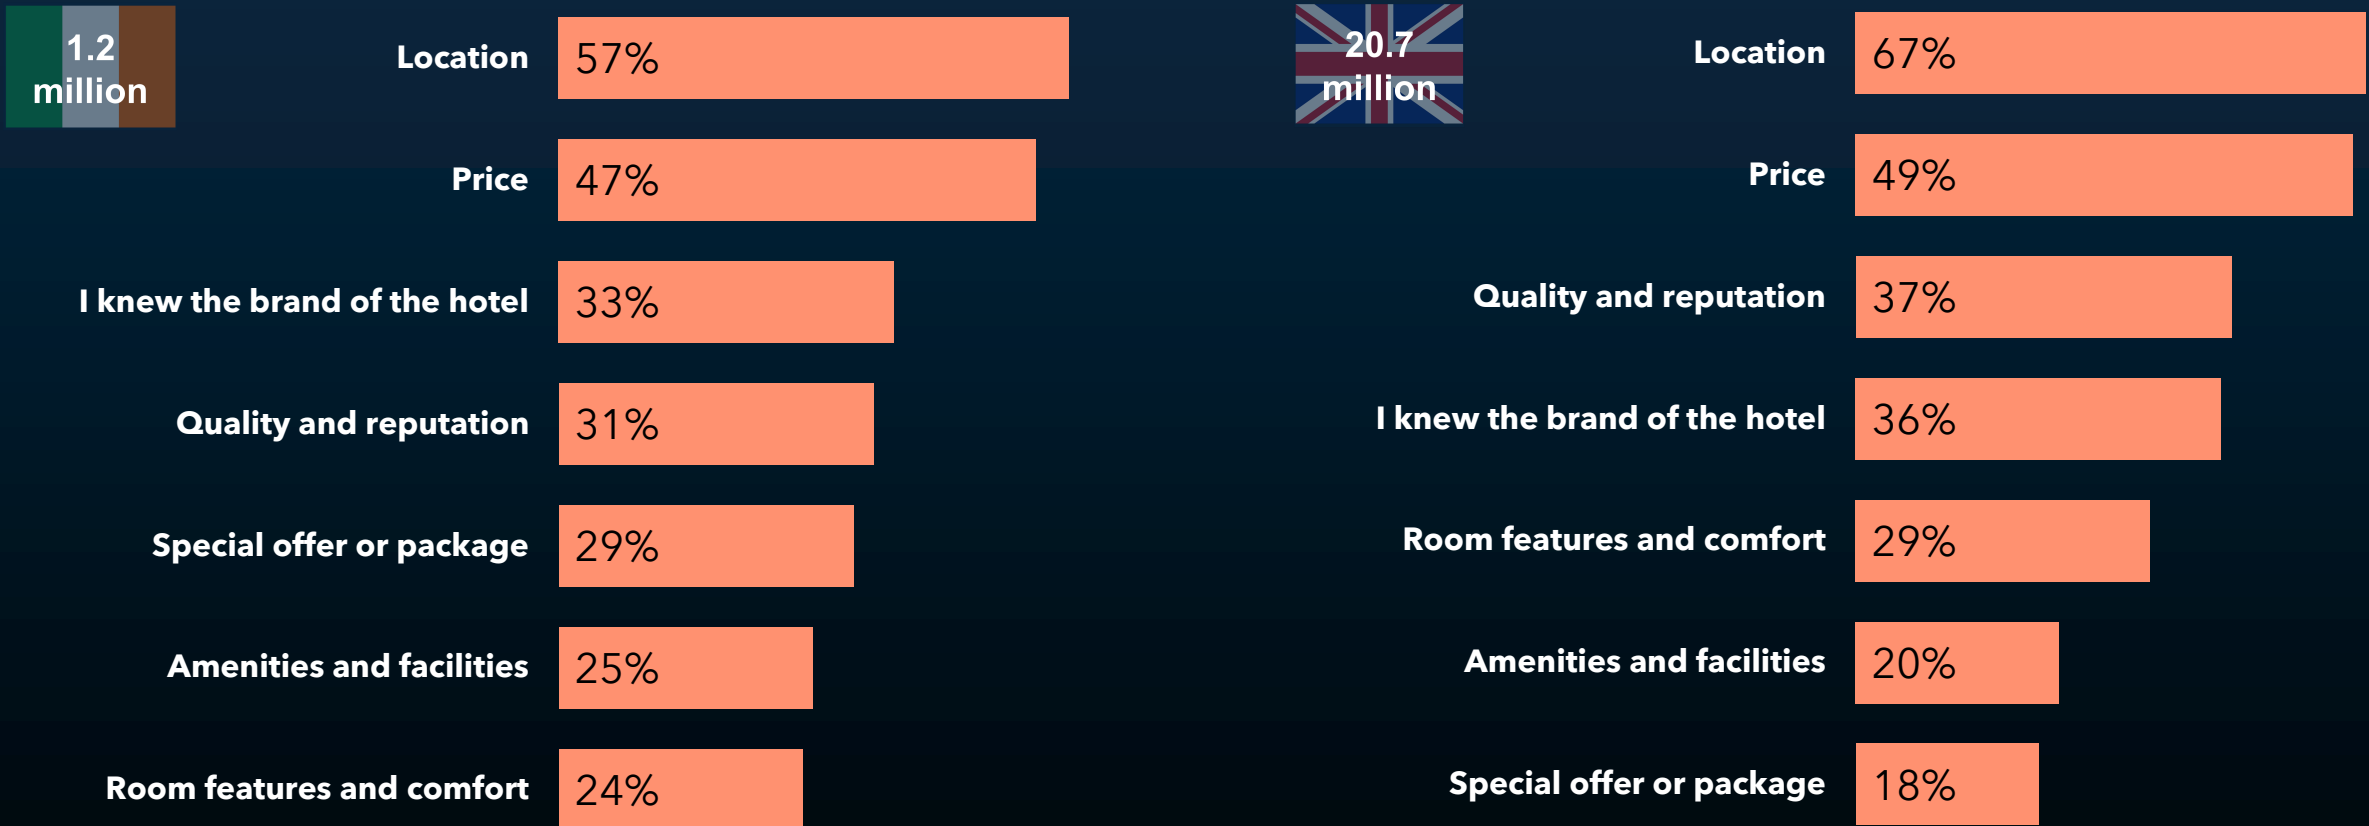 1.2
million
Location
57%
Price
47%
I knew the brand of the hotel
33%
Quality and reputation
31%
Special offer or package
29%
Amenities and facilities
25%
Room features and comfort
24%
20.7
million
Location
67%
Price
49%
Quality and reputation
37%
I knew the brand of the hotel
36%
Room features and comfort
29%
Amenities and facilities
20%
Special offer or package
18%